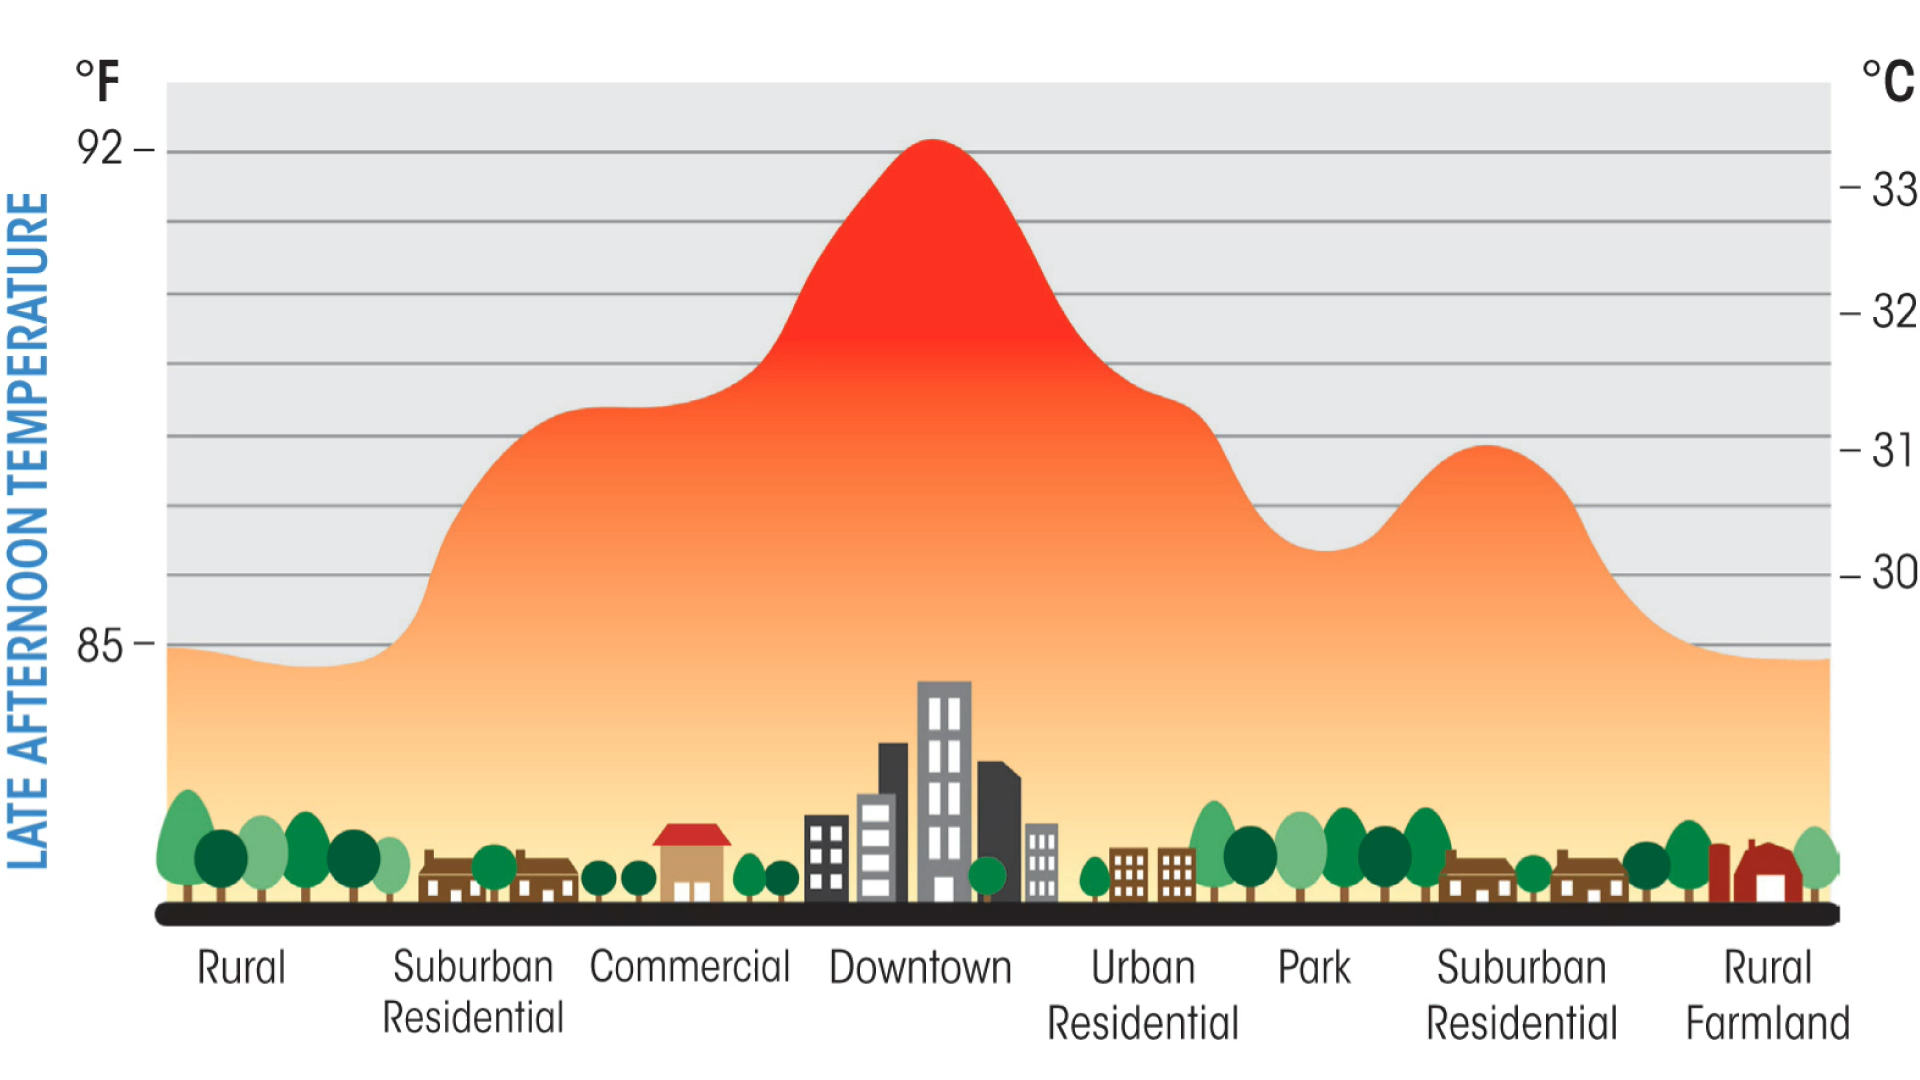 °F
°C
92
33
32
31
30
85
LATE AFTERNOON TEMPERATURE
Rural
Suburban
Residential
Commercial
Downtown
Urban
Residential
Park
Suburban
Residential
Rural
Farmland